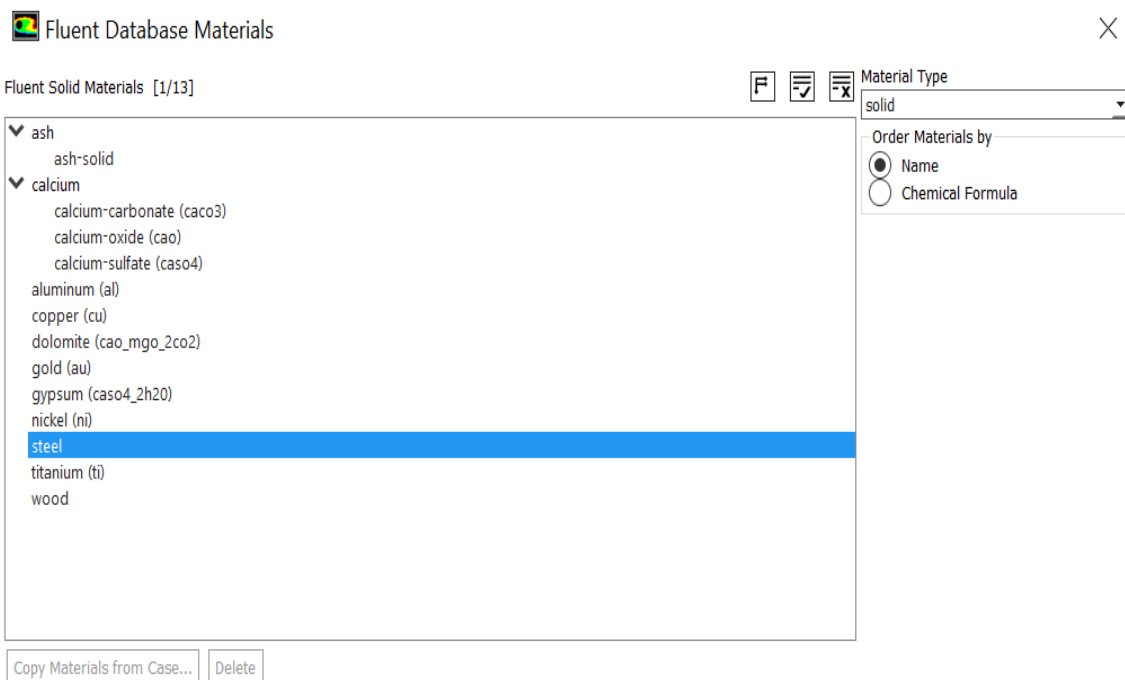 Fluent Database Materials
Fluent Solid Materials [1/13]
Material Type
solid
Order Materials by
Name
Chemical Formula
ash
ash-solid
calcium
calcium-carbonate (caco3)
calcium-oxide (cao)
calcium-sulfate (caso4)
aluminum (al)
copper (cu)
dolomite (cao_mgo_2co2)
gold (au)
gypsum (caso4_2h20)
nickel (ni)
steel
titanium (ti)
wood
Copy Materials from Case... Delete